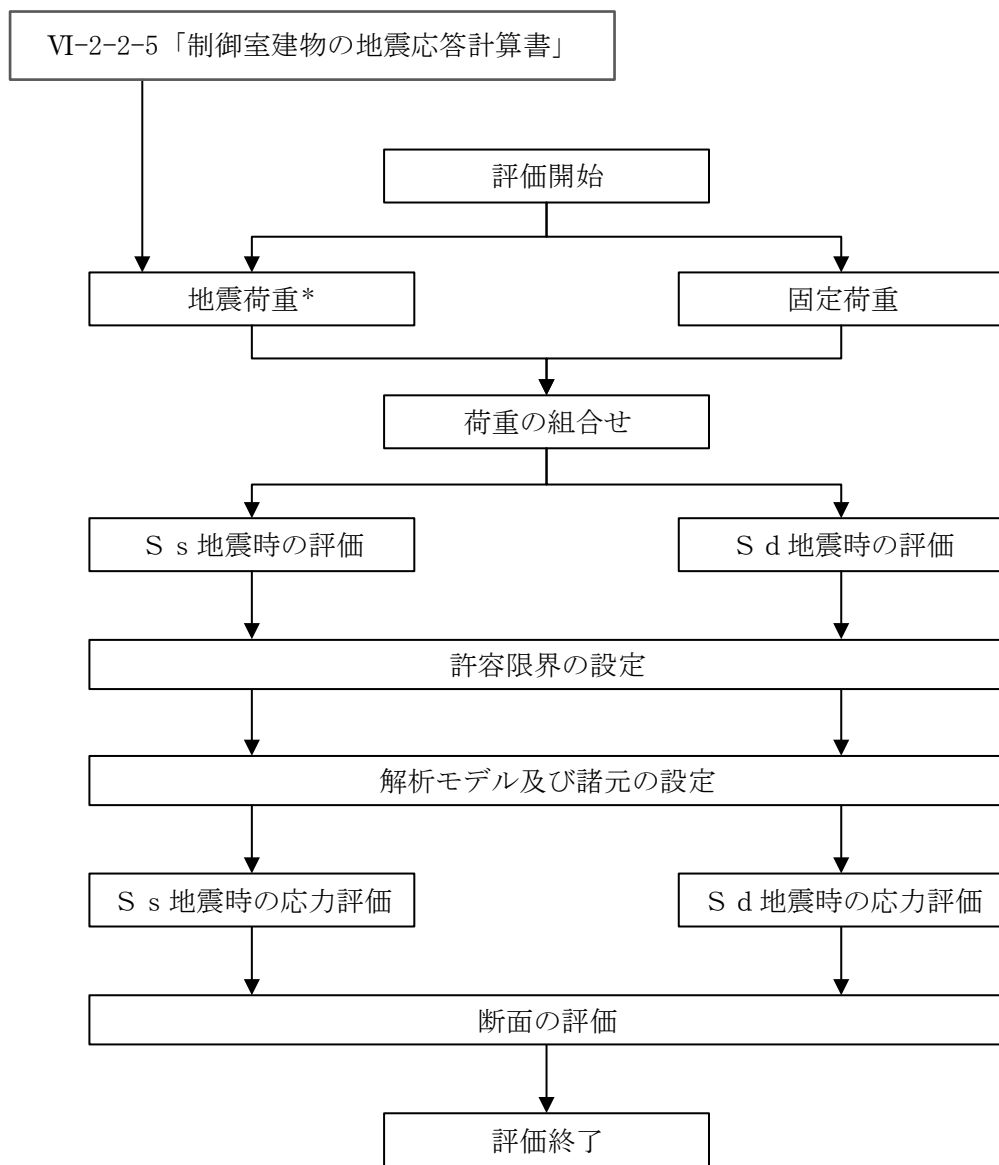 Ⅵ-2-2-5「制御室建物の地震応答計算書」
評価開始
地震荷重*
固定荷重
荷重の組合せ
Ｓｓ地震時の評価
Ｓｄ地震時の評価
許容限界の設定
解析モデル及び諸元の設定
Ｓｓ地震時の応力評価
Ｓｄ地震時の応力評価
断面の評価
評価終了